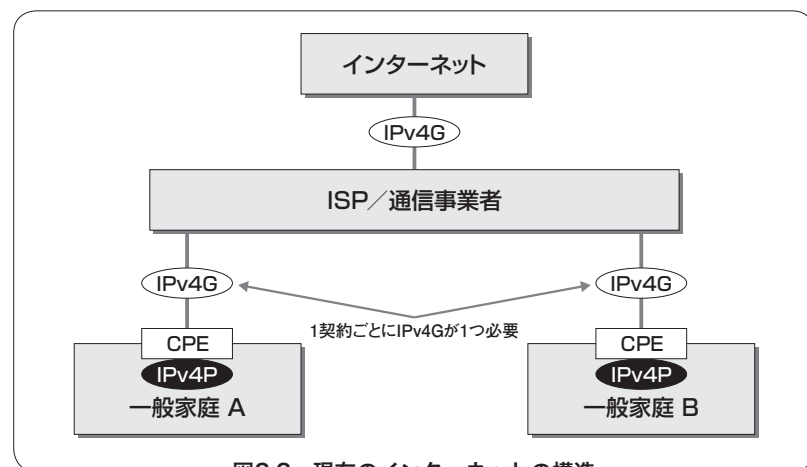 インターネット
IPv4G
ISP／通信事業者
IPv4G
IPv4G
1契約ごとにIPv4Gが1つ必要
CPE
CPE
IPv4P
IPv4P
一般家庭 A
一般家庭 B